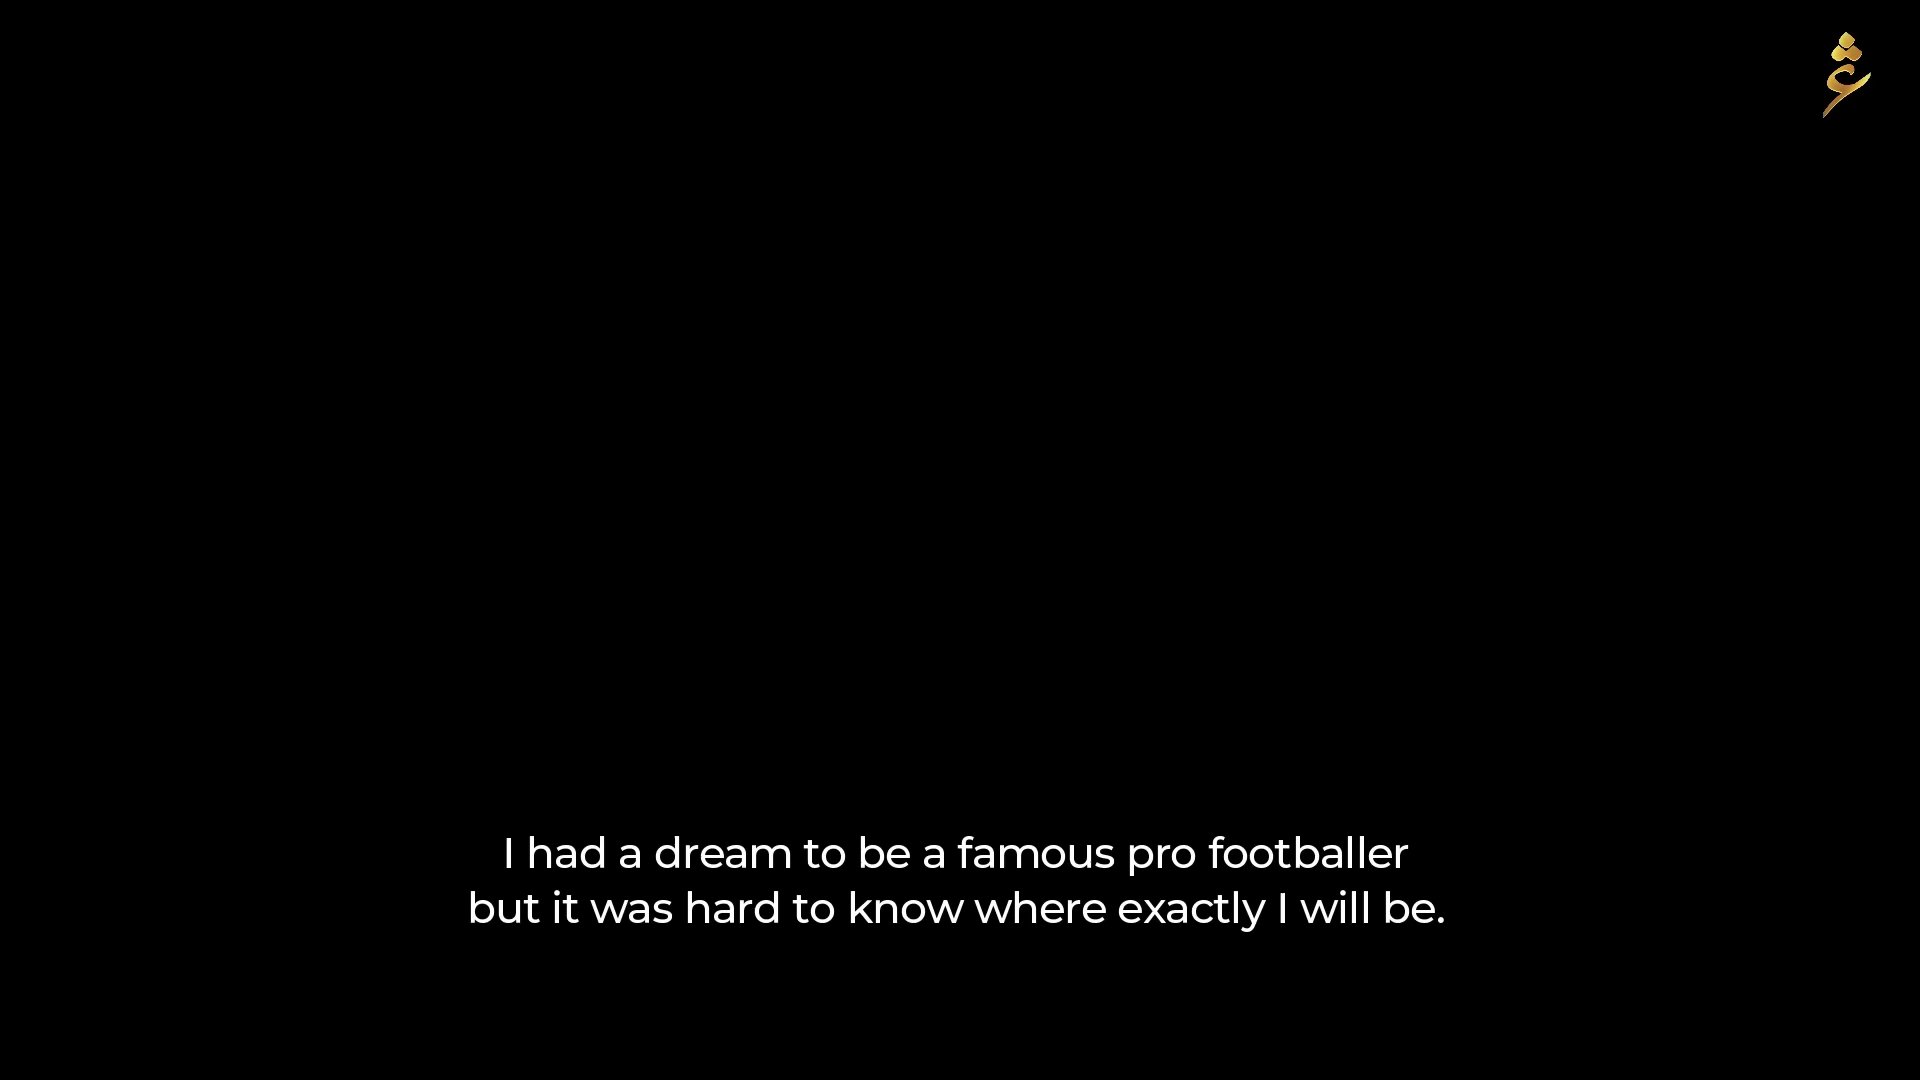 I had a dream to be a famous pro footballer
but it was hard to know where exactly I will be.